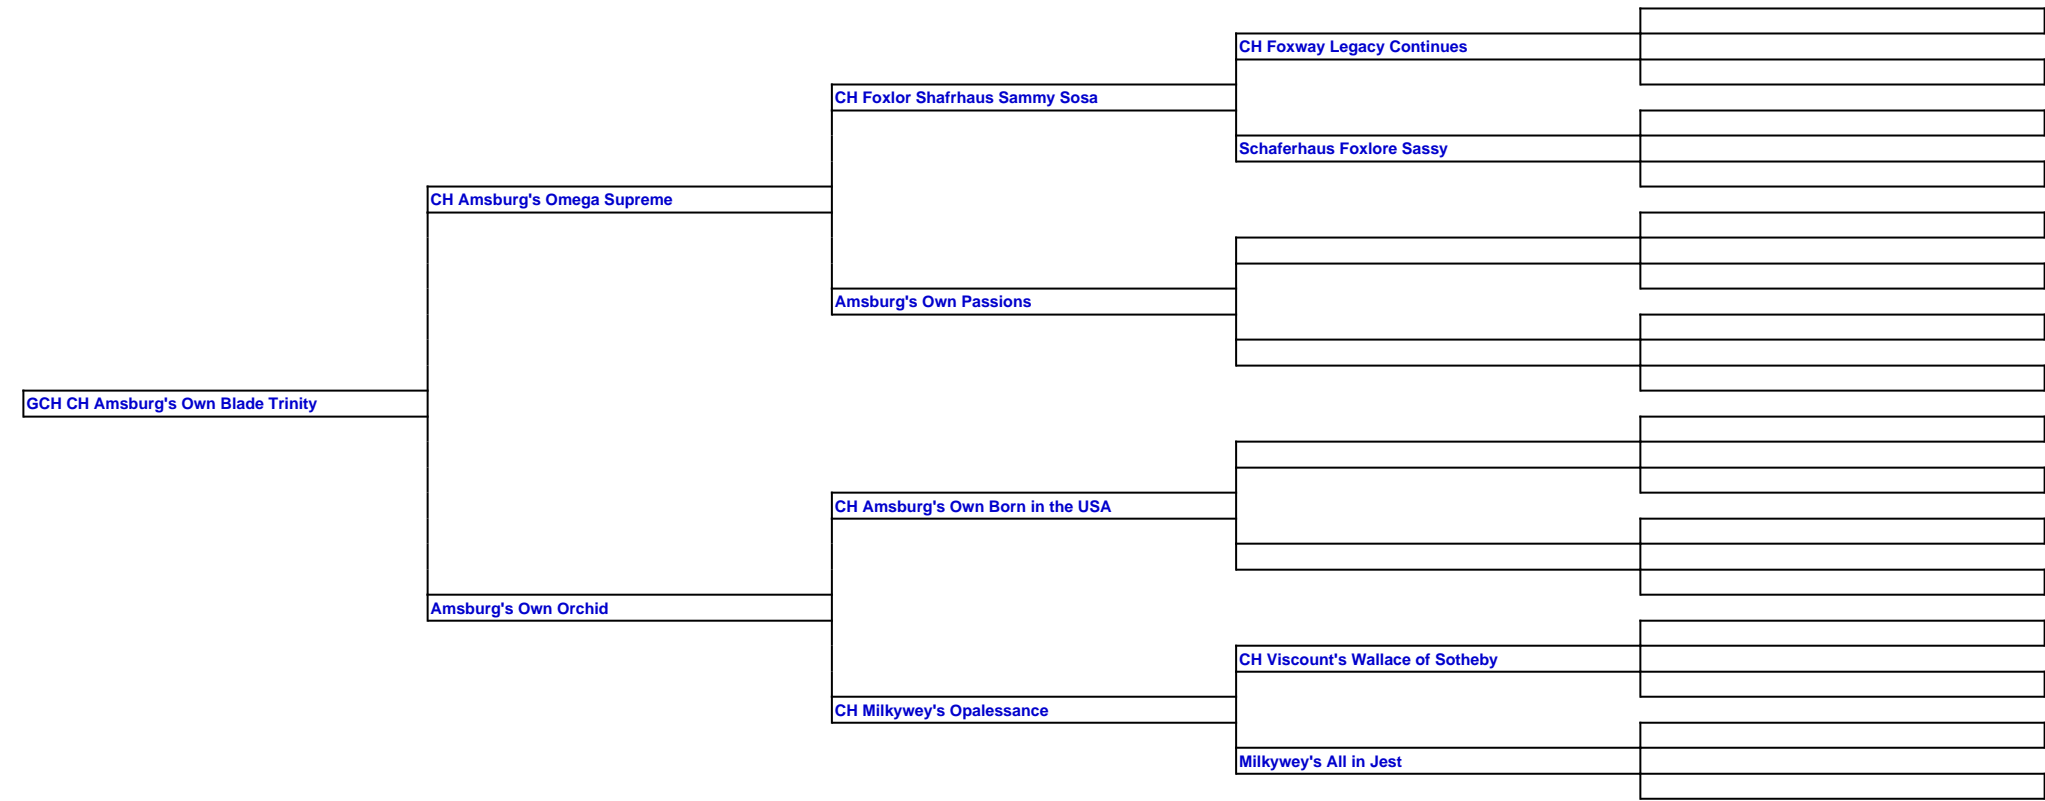 CH Foxway Legacy Continues
CH Foxlor Shafrhaus Sammy Sosa
Schaferhaus Foxlore Sassy
CH Amsburg's Omega Supreme
Amsburg's Own Passions
GCH CH Amsburg's Own Blade Trinity
CH Amsburg's Own Born in the USA
Amsburg's Own Orchid
CH Viscount's Wallace of Sotheby
CH Milkywey's Opalessance
Milkywey's All in Jest